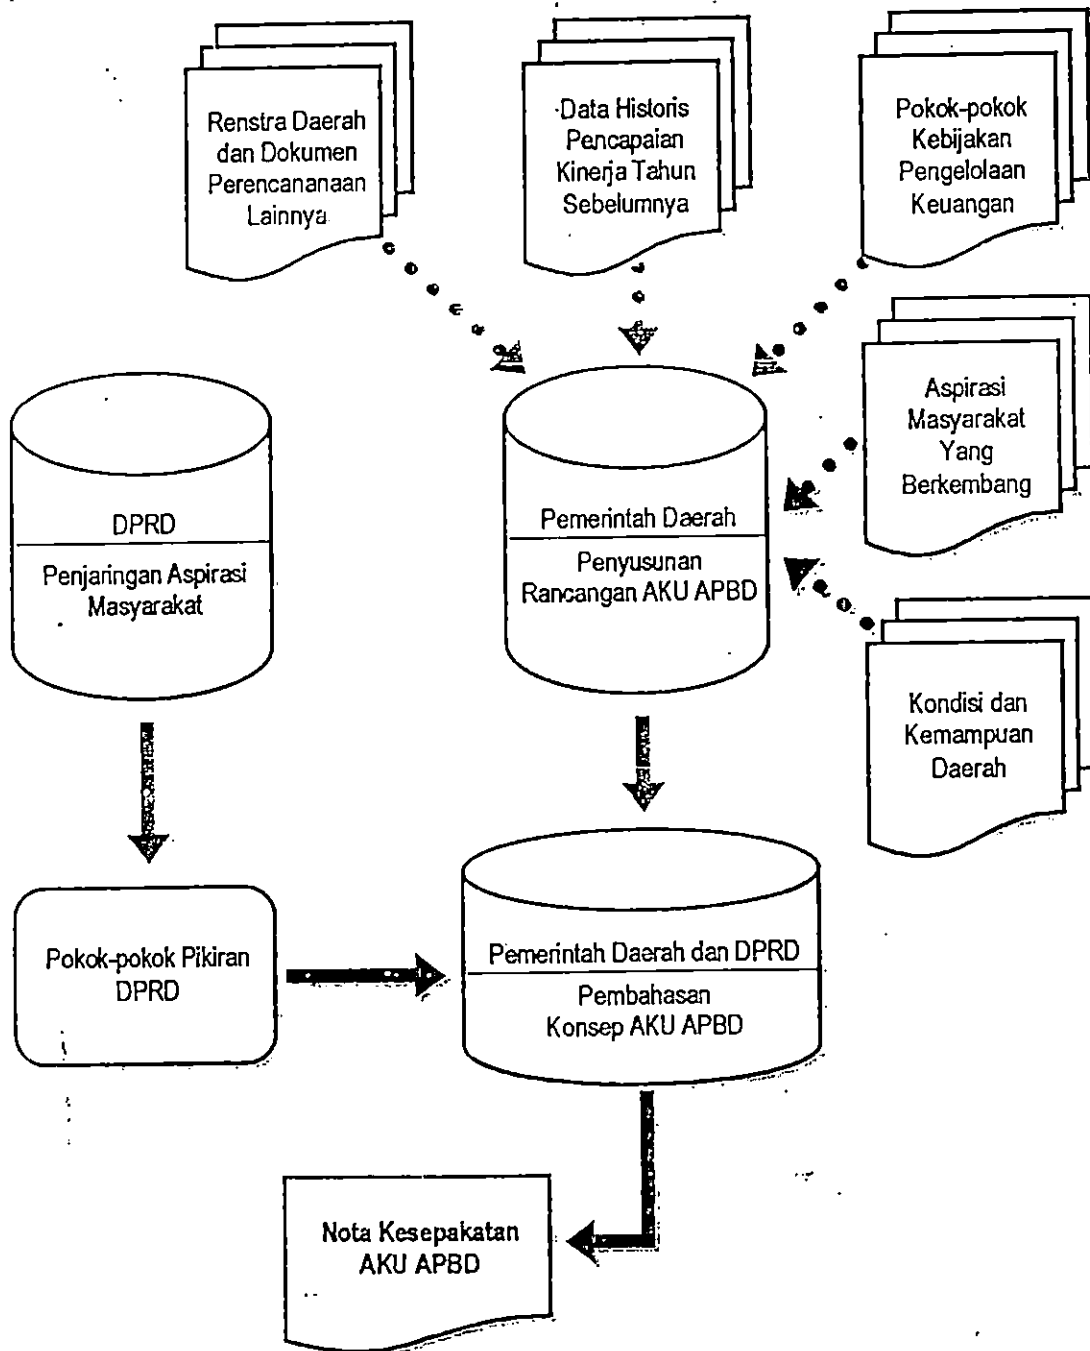 Renstra Daerah
dan Dokumen
Perencananaan
Lainnya
Data Historis
Pencapaian
Kinerja Tahun
Sebelumnya
Pokok-pokok
Kebijakan
Pengelolaan
Keuangan
Aspirasi
Masyarakat
Yang
Berkembang
DPRD
Penjaringan Aspirasi
Masyarakat
Pemerintah Daerah
Penyusunan
Rancangan AKU APBD
Kondisi dan
Kemampuan
Daerah
Pokok-pokok Pikiran
DPRD
Pemerintah Daerah dan DPRD
Pembahasan
Konsep AKU APBD
Nota Kesepakatan
AKU APBD